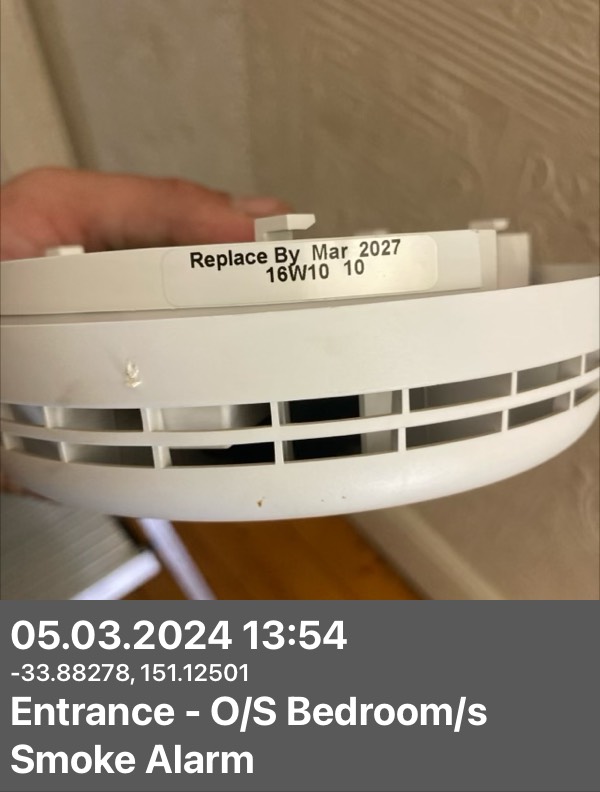 Replace By Mar 2027
16W10 10
05.03.2024 13:54
-33.88278, 151.12501
Entrance - O/S Bedroom/s
Smoke Alarm